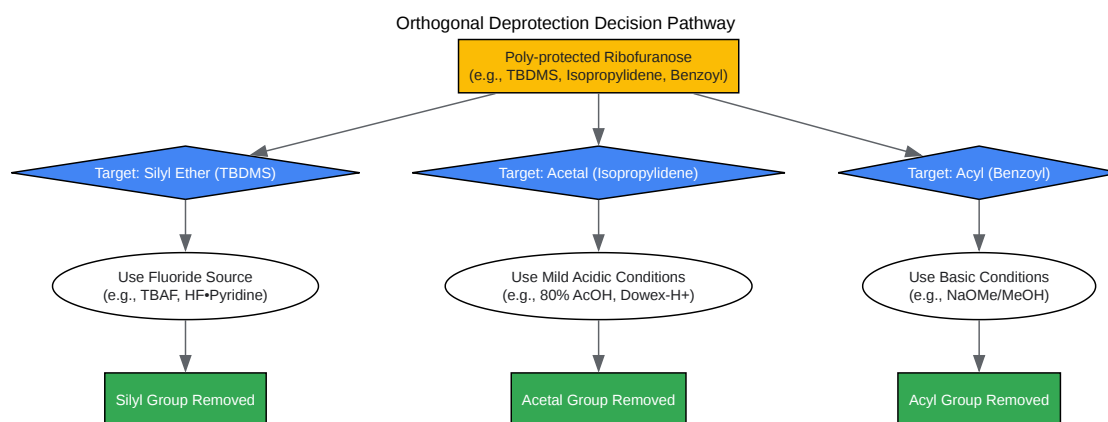 Orthogonal Deprotection Decision Pathway
Poly-protected Ribofuranose
(e.g., TBDMS, Isopropylidene, Benzoyl)
Target: Silyl Ether (TBDMS)
Target: Acetal (Isopropylidene)
Target: Acyl (Benzoyl)
Use Fluoride Source
(e.g., TBAF, HF•Pyridine)
Use Mild Acidic Conditions
(e.g., 80% AcOH, Dowex-H+)
Use Basic Conditions
(e.g., NaOMe/MeOH)
Silyl Group Removed
Acetal Group Removed
Acyl Group Removed